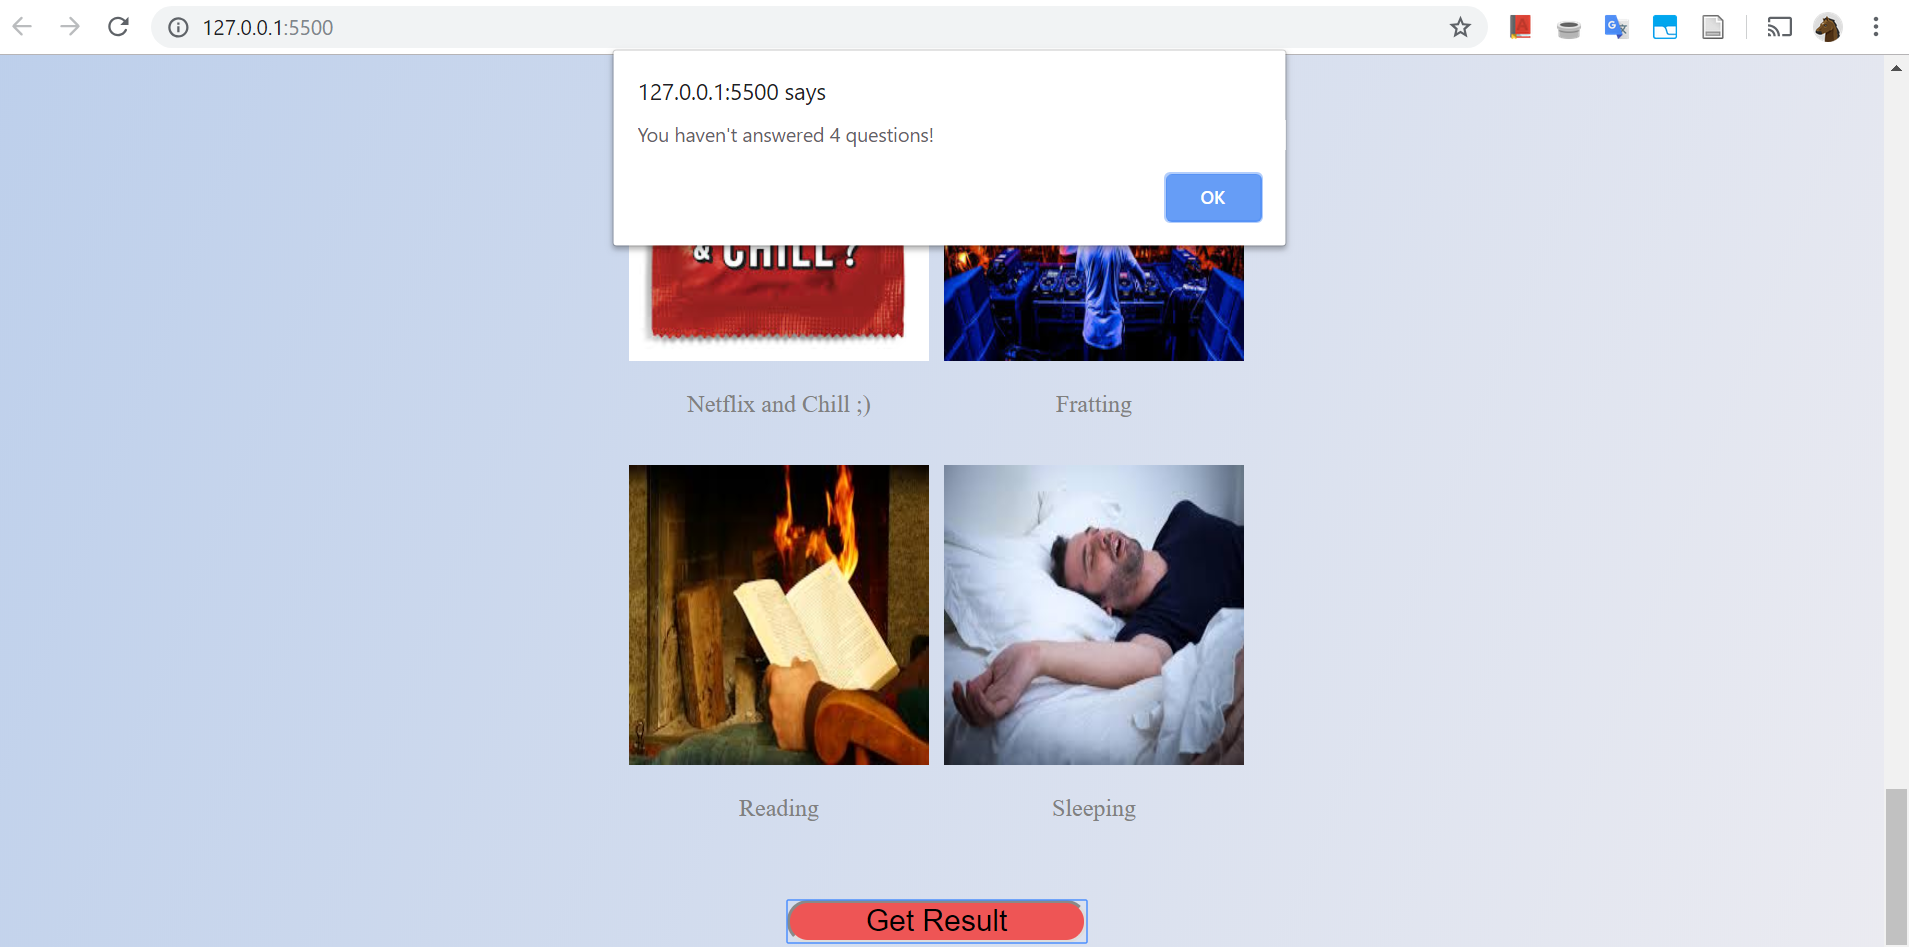 127.0.0.1:5500
127.0.0.1:5500 says
You haven't answered 4 questions!
OK
& CHILL?
Netflix and Chill ;)
Fratting
Reading
Sleeping
Get Result